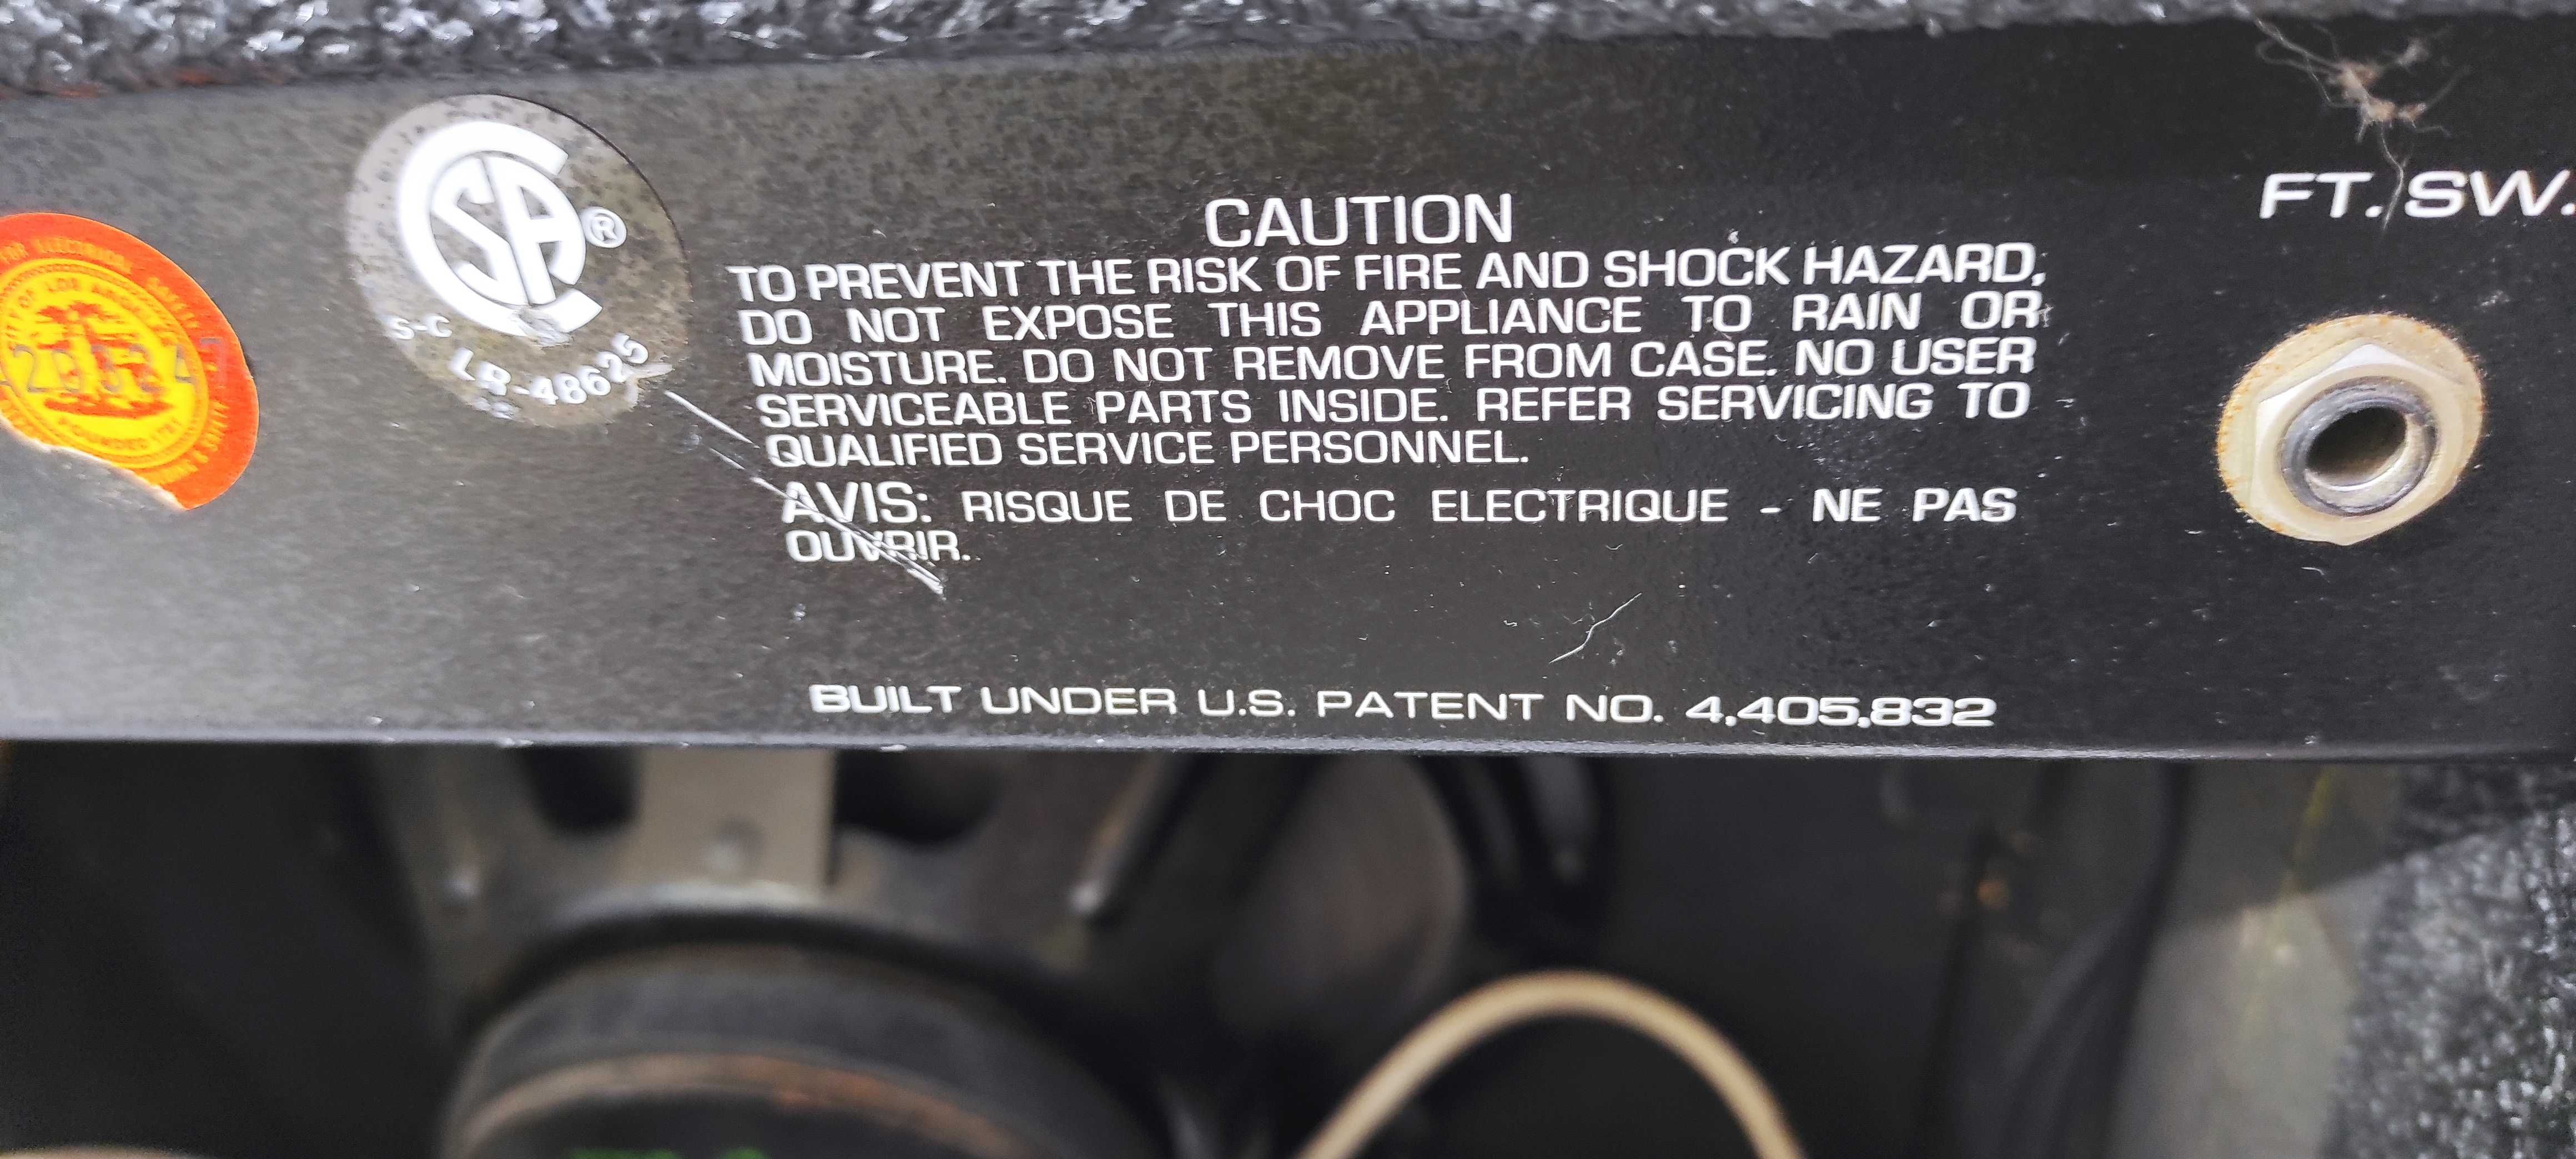 CSA®
S-C
LR-48625
CAUTION
TO PREVENT THE RISK OF FIRE AND SHOCK HAZARD,
DO NOT EXPOSE THIS APPLIANCE TO RAIN OR
MOISTURE. DO NOT REMOVE FROM CASE. NO USER
SERVICEABLE PARTS INSIDE. REFER SERVICING TO
QUALIFIED SERVICE PERSONNEL.
AVIS: RISQUE DE CHOC ELECTRIQUE - NE PAS
OUVRIR.
BUILT UNDER U.S. PATENT NO. 4,405,832
FT. SW.